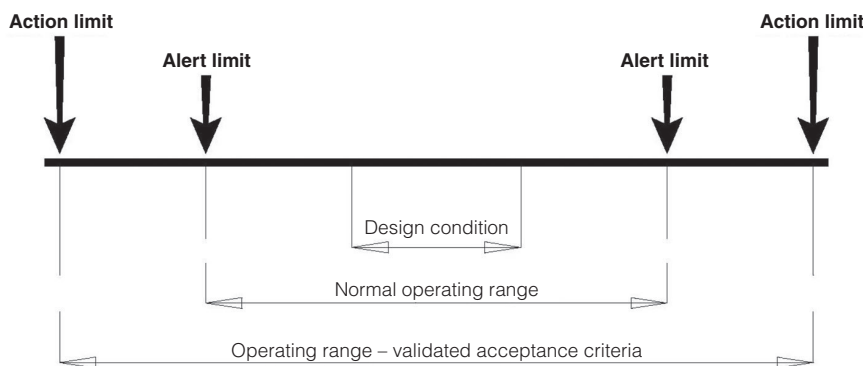 Action limit
Action limit
Alert limit
Alert limit
Design condition
Normal operating range
Operating range – validated acceptance criteria